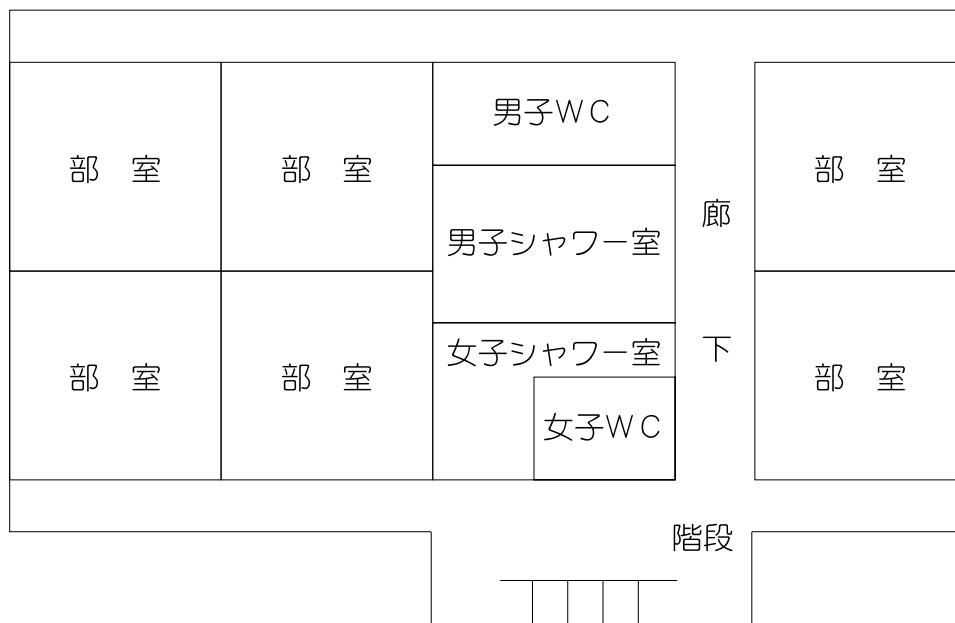 男子ＷＣ
部　室
部　室
部　室
廊
男子シャワー室
下
女子シャワー室
部　室
部　室
部　室
女子ＷＣ
階段